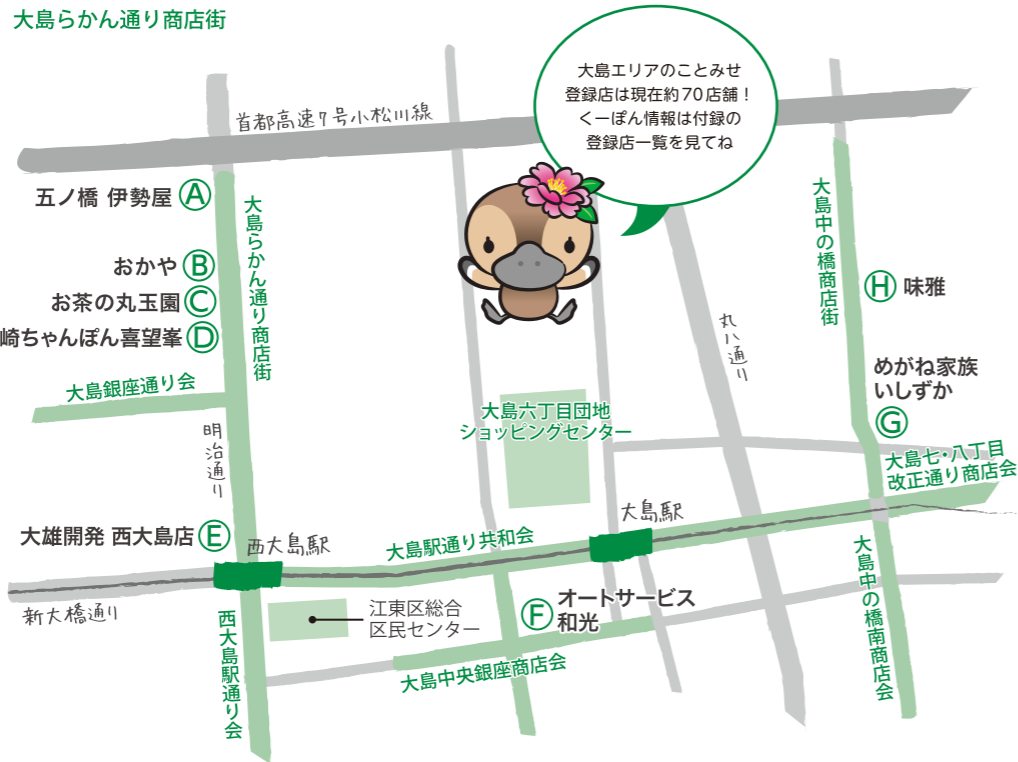 大島らかん通り商店街
大島エリアのことみせ
登録店は現在約70店舗！
くーぽん情報は付録の
登録店一覧を見てね
首都高速7号小松川線
五ノ橋 伊勢屋 A
おかや B
お茶の丸玉園 C
崎ちゃんぽん喜望峯 D
大島らかん通り商店街
大島銀座通り会
明治通り
大島六丁目団地
ショッピングセンター
丸八通り
大島中の橋商店街
H 味雅
めがね家族
いしずか
G
大島七・八丁目
改正通り商店会
大雄開発 西大島店 E
西大島駅
大島駅通り共和会
大島駅
新大橋通り
西大島駅通り会
江東区総合
区民センター
F オートサービス
和光
大島中央銀座商店会
大島中の橋南商店会